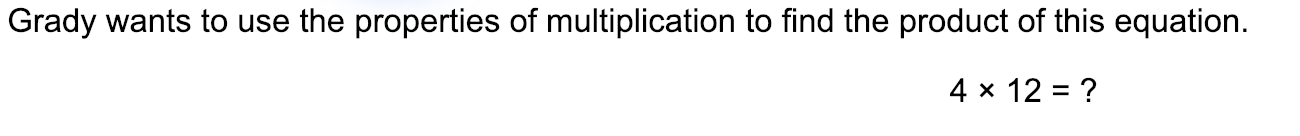 Grady wants to use the properties of multiplication to find the product of this equation.
4 × 12 = ?